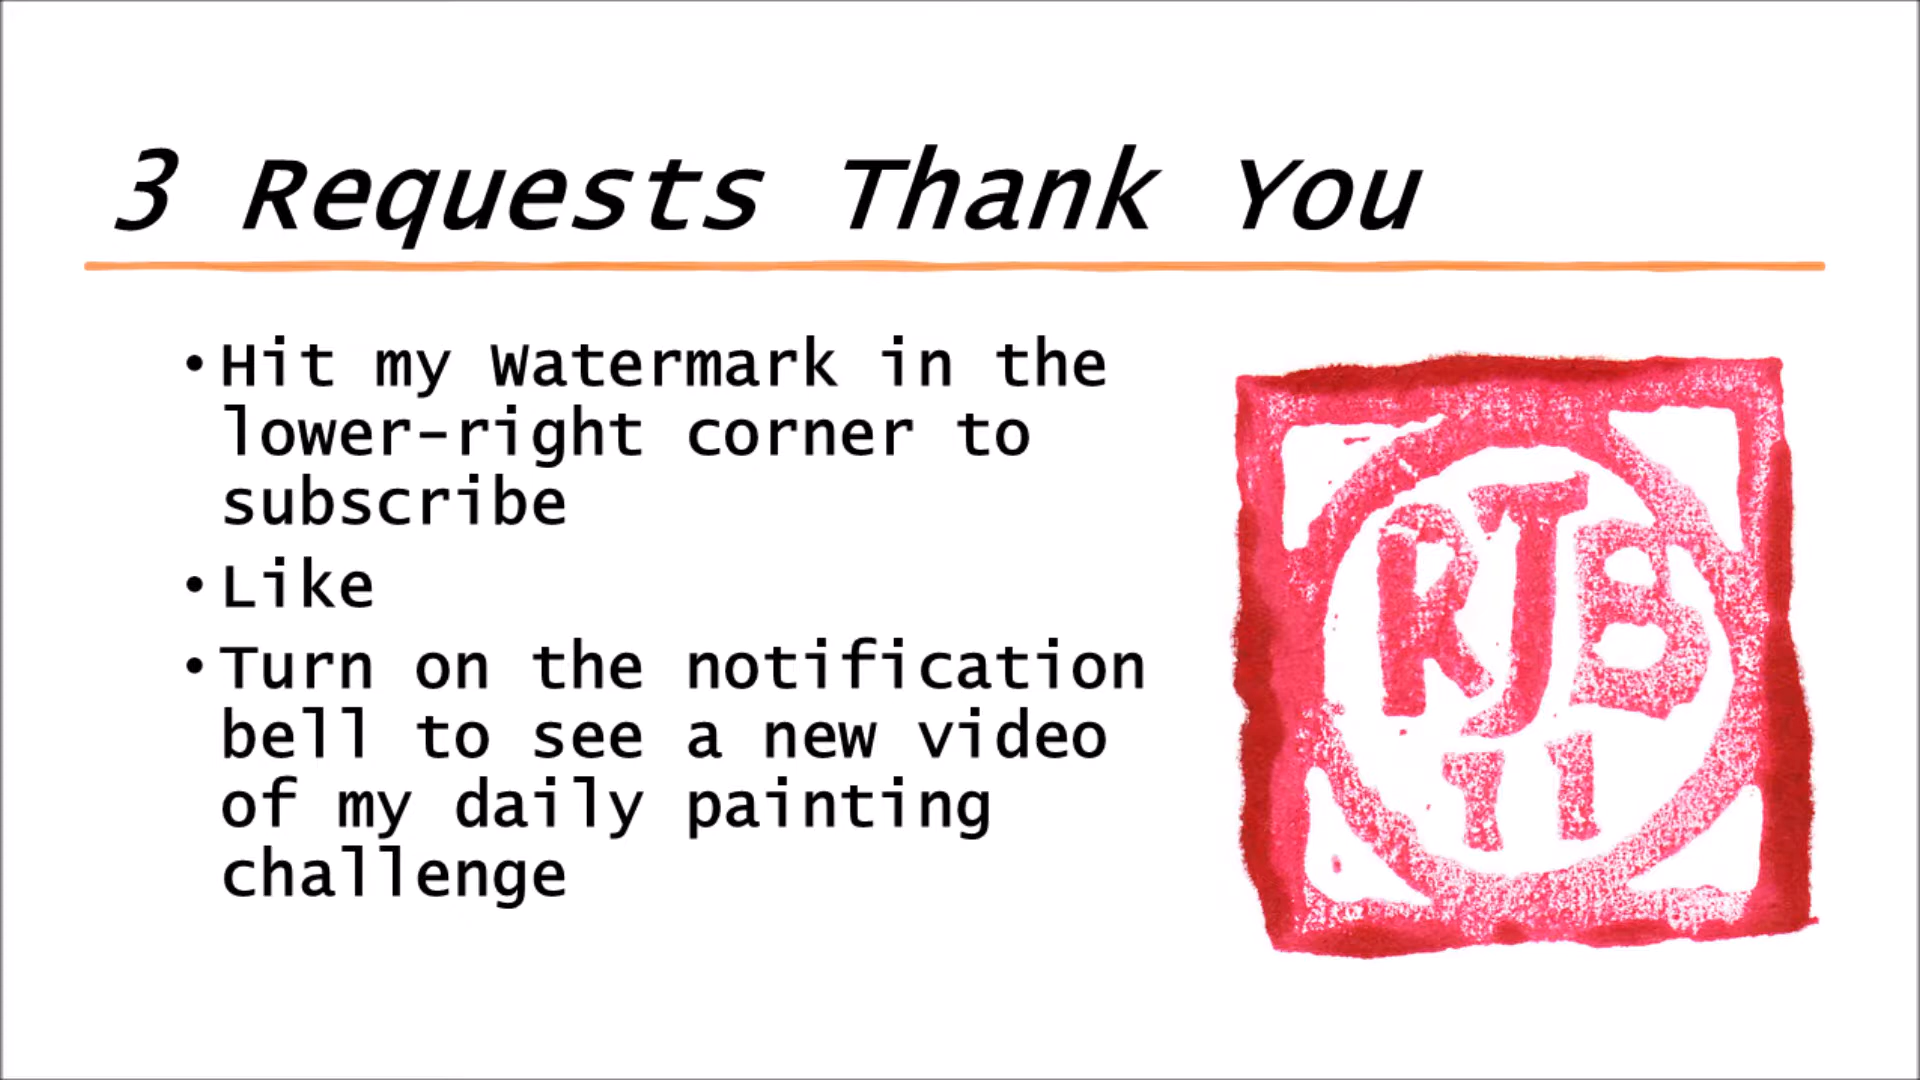 3 Requests Thank You
• Hit my Watermark in the
lower-right corner to
subscribe
• Like
• Turn on the notification
bell to see a new video
of my daily painting
challenge
RJB
11